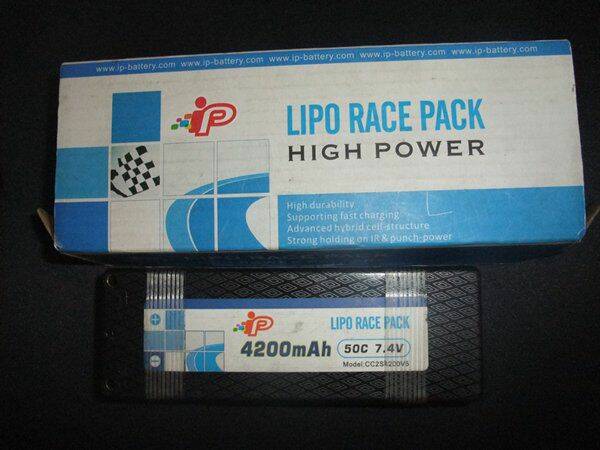 www.ip-battery.com www.ip-battery.com www.ip-battery.com www.ip-battery.com
ip
LIPO RACE PACK
HIGH POWER
High durability
Supporting fast charging
Advanced hybrid cell-structure
Strong holding on IR & punch-power
ip
LIPO RACE PACK
4200mAh 50C 7.4V
Model:CC2S4200V5
+
-